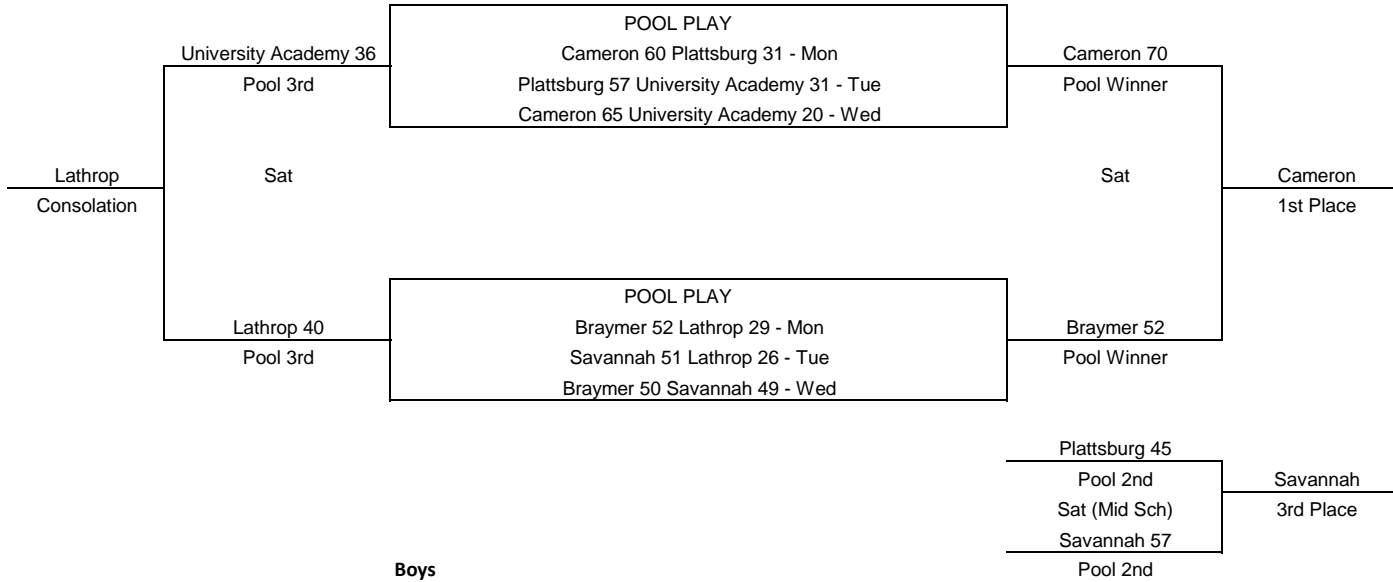 POOL PLAY
University Academy 36
Cameron 60 Plattsburg 31 - Mon
Cameron 70
Pool 3rd
Plattsburg 57 University Academy 31 - Tue
Pool Winner
Cameron 65 University Academy 20 - Wed
Lathrop
Sat
Sat
Cameron
Consolation
1st Place
POOL PLAY
Lathrop 40
Braymer 52 Lathrop 29 - Mon
Braymer 52
Pool 3rd
Savannah 51 Lathrop 26 - Tue
Pool Winner
Braymer 50 Savannah 49 - Wed
Plattsburg 45
Pool 2nd
Savannah
Sat (Mid Sch)
3rd Place
Savannah 57
Boys
Pool 2nd